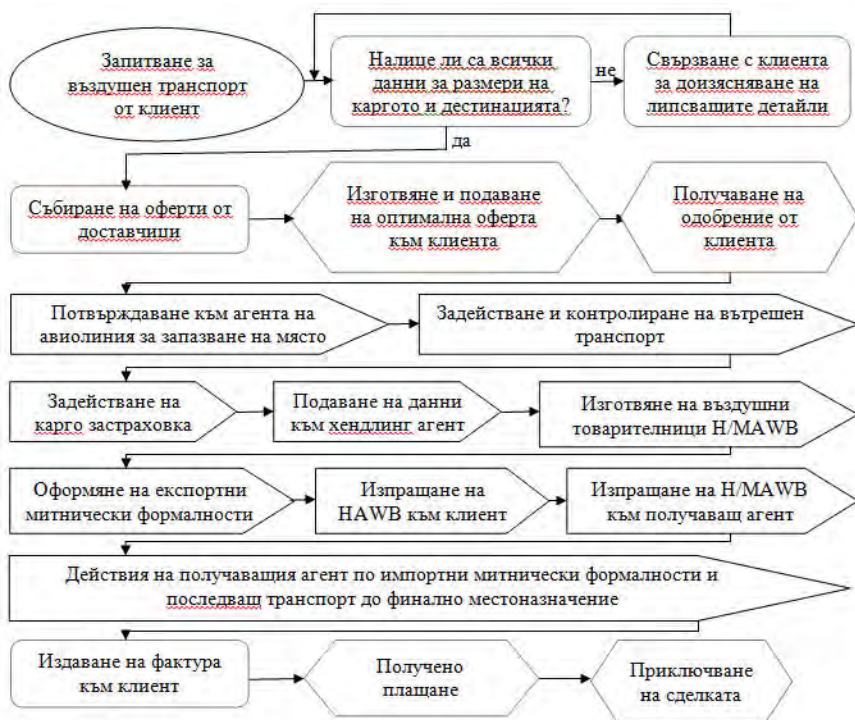 Запитване за
въздушен транспорт
от клиент
Налице ли са всички
данни за размери на
каргото и дестинацията?
не
Свързване с клиента
за доизясняване на
липсващите детайли
да
Събиране на оферти от
доставчици
Изготвяне и подаване
на оптимална оферта
към клиента
Получаване на
одобрение от
клиента
Потвърждаване към агента на
авиолиния за запазване на място
Задействане и контролиране на вътрешен
транспорт
Задействане на
карго застраховка
Подаване на данни
към хендлинг агент
Изготвяне на въздушни
товарителници H/MAWB
Оформяне на експортни
митнически формалности
Изпращане на
HAWB към клиент
Изпращане на H/MAWB
към получаващ агент
Действия на получаващия агент по импортни митнически формалности и
последващ транспорт до финално местоназначение
Издаване на фактура
към клиент
Получено
плащане
Приключване
на сделката